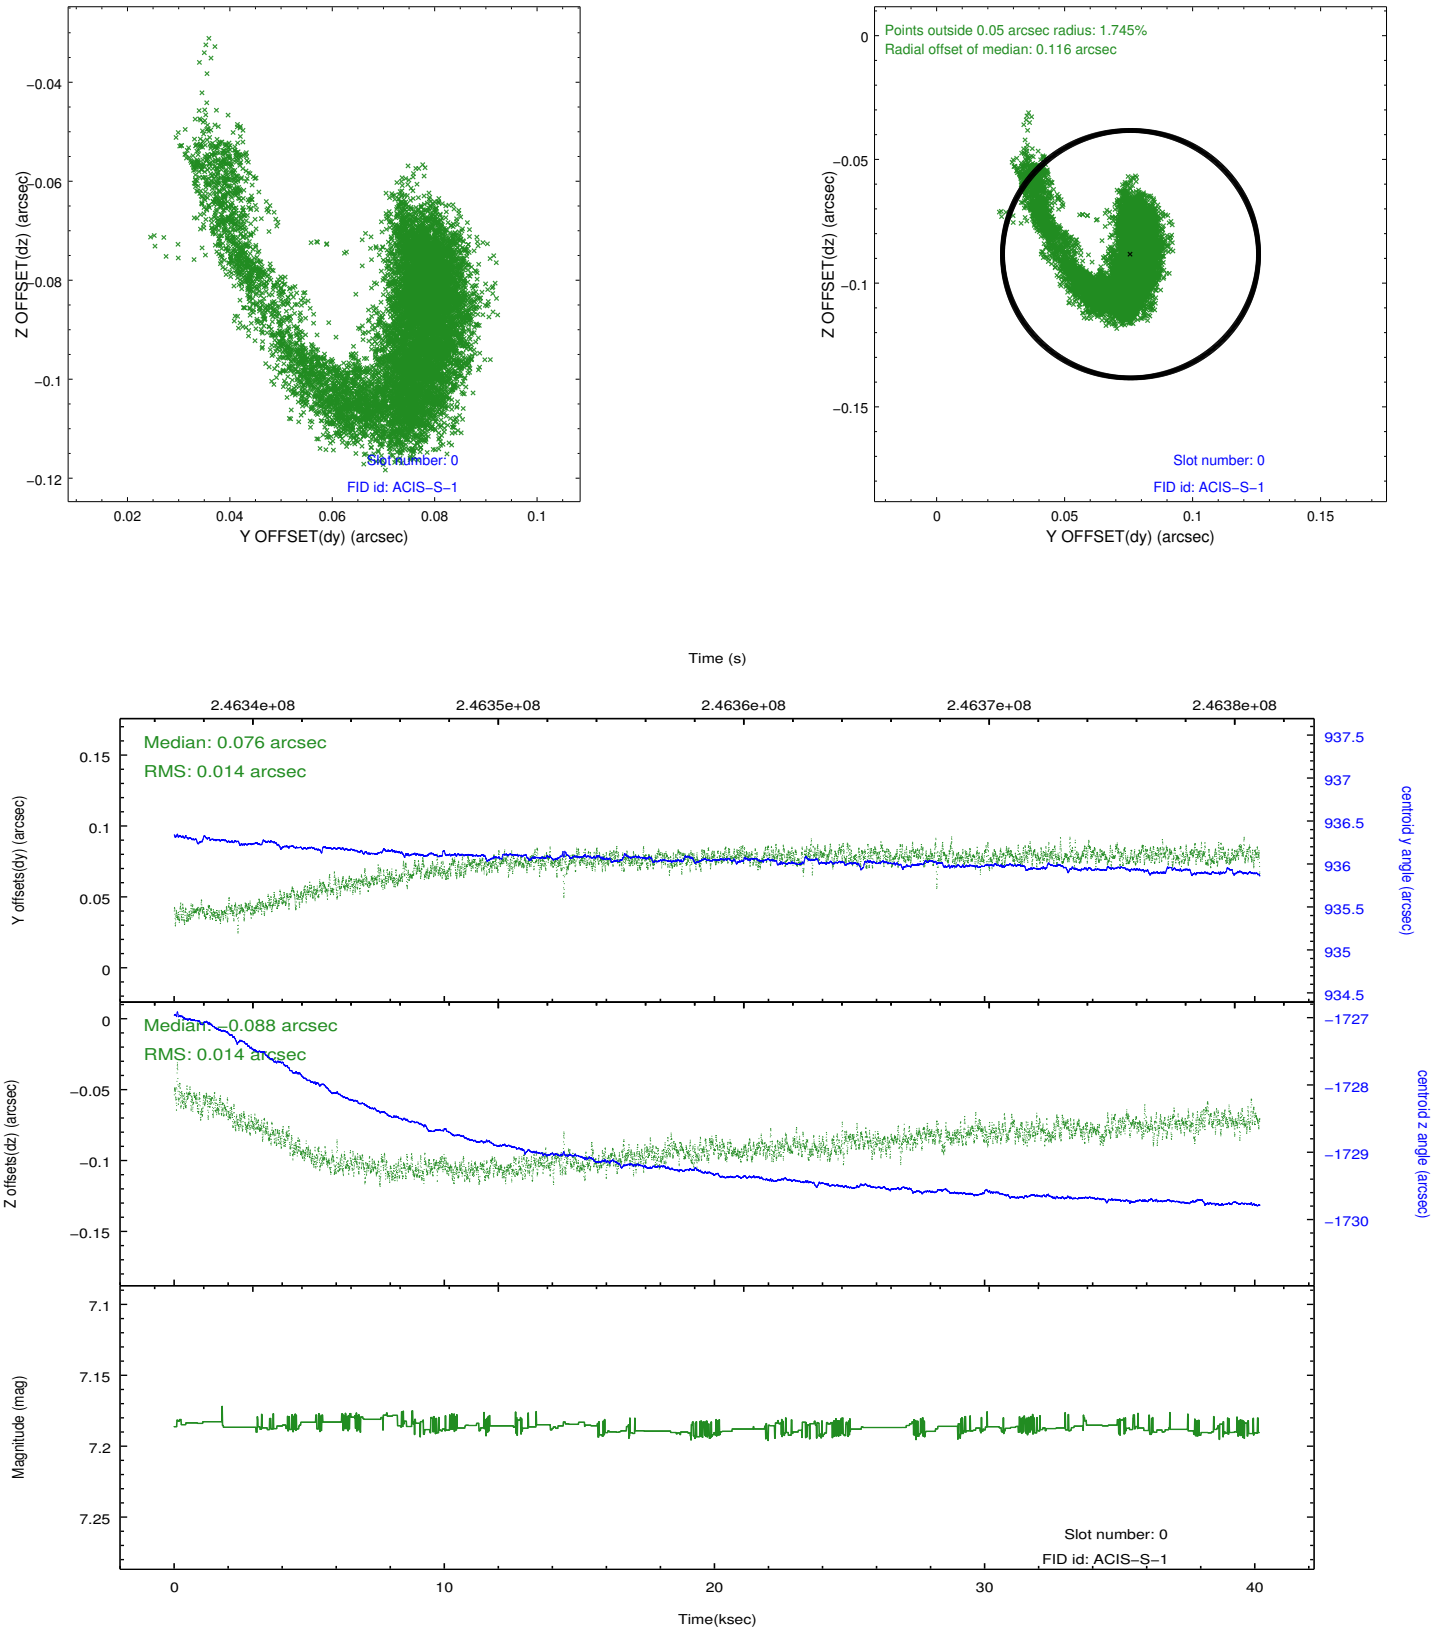 −0.04
−0.06
−0.08
−0.1
−0.12
Z OFFSET(dz) (arcsec)
Slot number: 0
FID id: ACIS−S−1
0.02 0.04 0.06 0.08 0.1
Y OFFSET(dy) (arcsec)
Points outside 0.05 arcsec radius: 1.745%
Radial offset of median: 0.116 arcsec
0
−0.05
−0.1
−0.15
Z OFFSET(dz) (arcsec)
Slot number: 0
FID id: ACIS−S−1
0 0.05 0.1 0.15
Y OFFSET(dy) (arcsec)
Time (s)
2.4634e+08 2.4635e+08 2.4636e+08 2.4637e+08 2.4638e+08
Median: 0.076 arcsec
RMS: 0.014 arcsec
0.15
0.1
0.05
0
Y offsets(dy) (arcsec)
937.5
937
936.5
936
935.5
935
934.5
centroid y angle (arcsec)
Median: −0.088 arcsec
RMS: 0.014 arcsec
0
−0.05
−0.1
−0.15
Z offsets(dz) (arcsec)
−1727
−1728
−1729
−1730
centroid z angle (arcsec)
7.1
7.15
7.2
7.25
Magnitude (mag)
Slot number: 0
FID id: ACIS−S−1
0 10 20 30 40
Time(ksec)